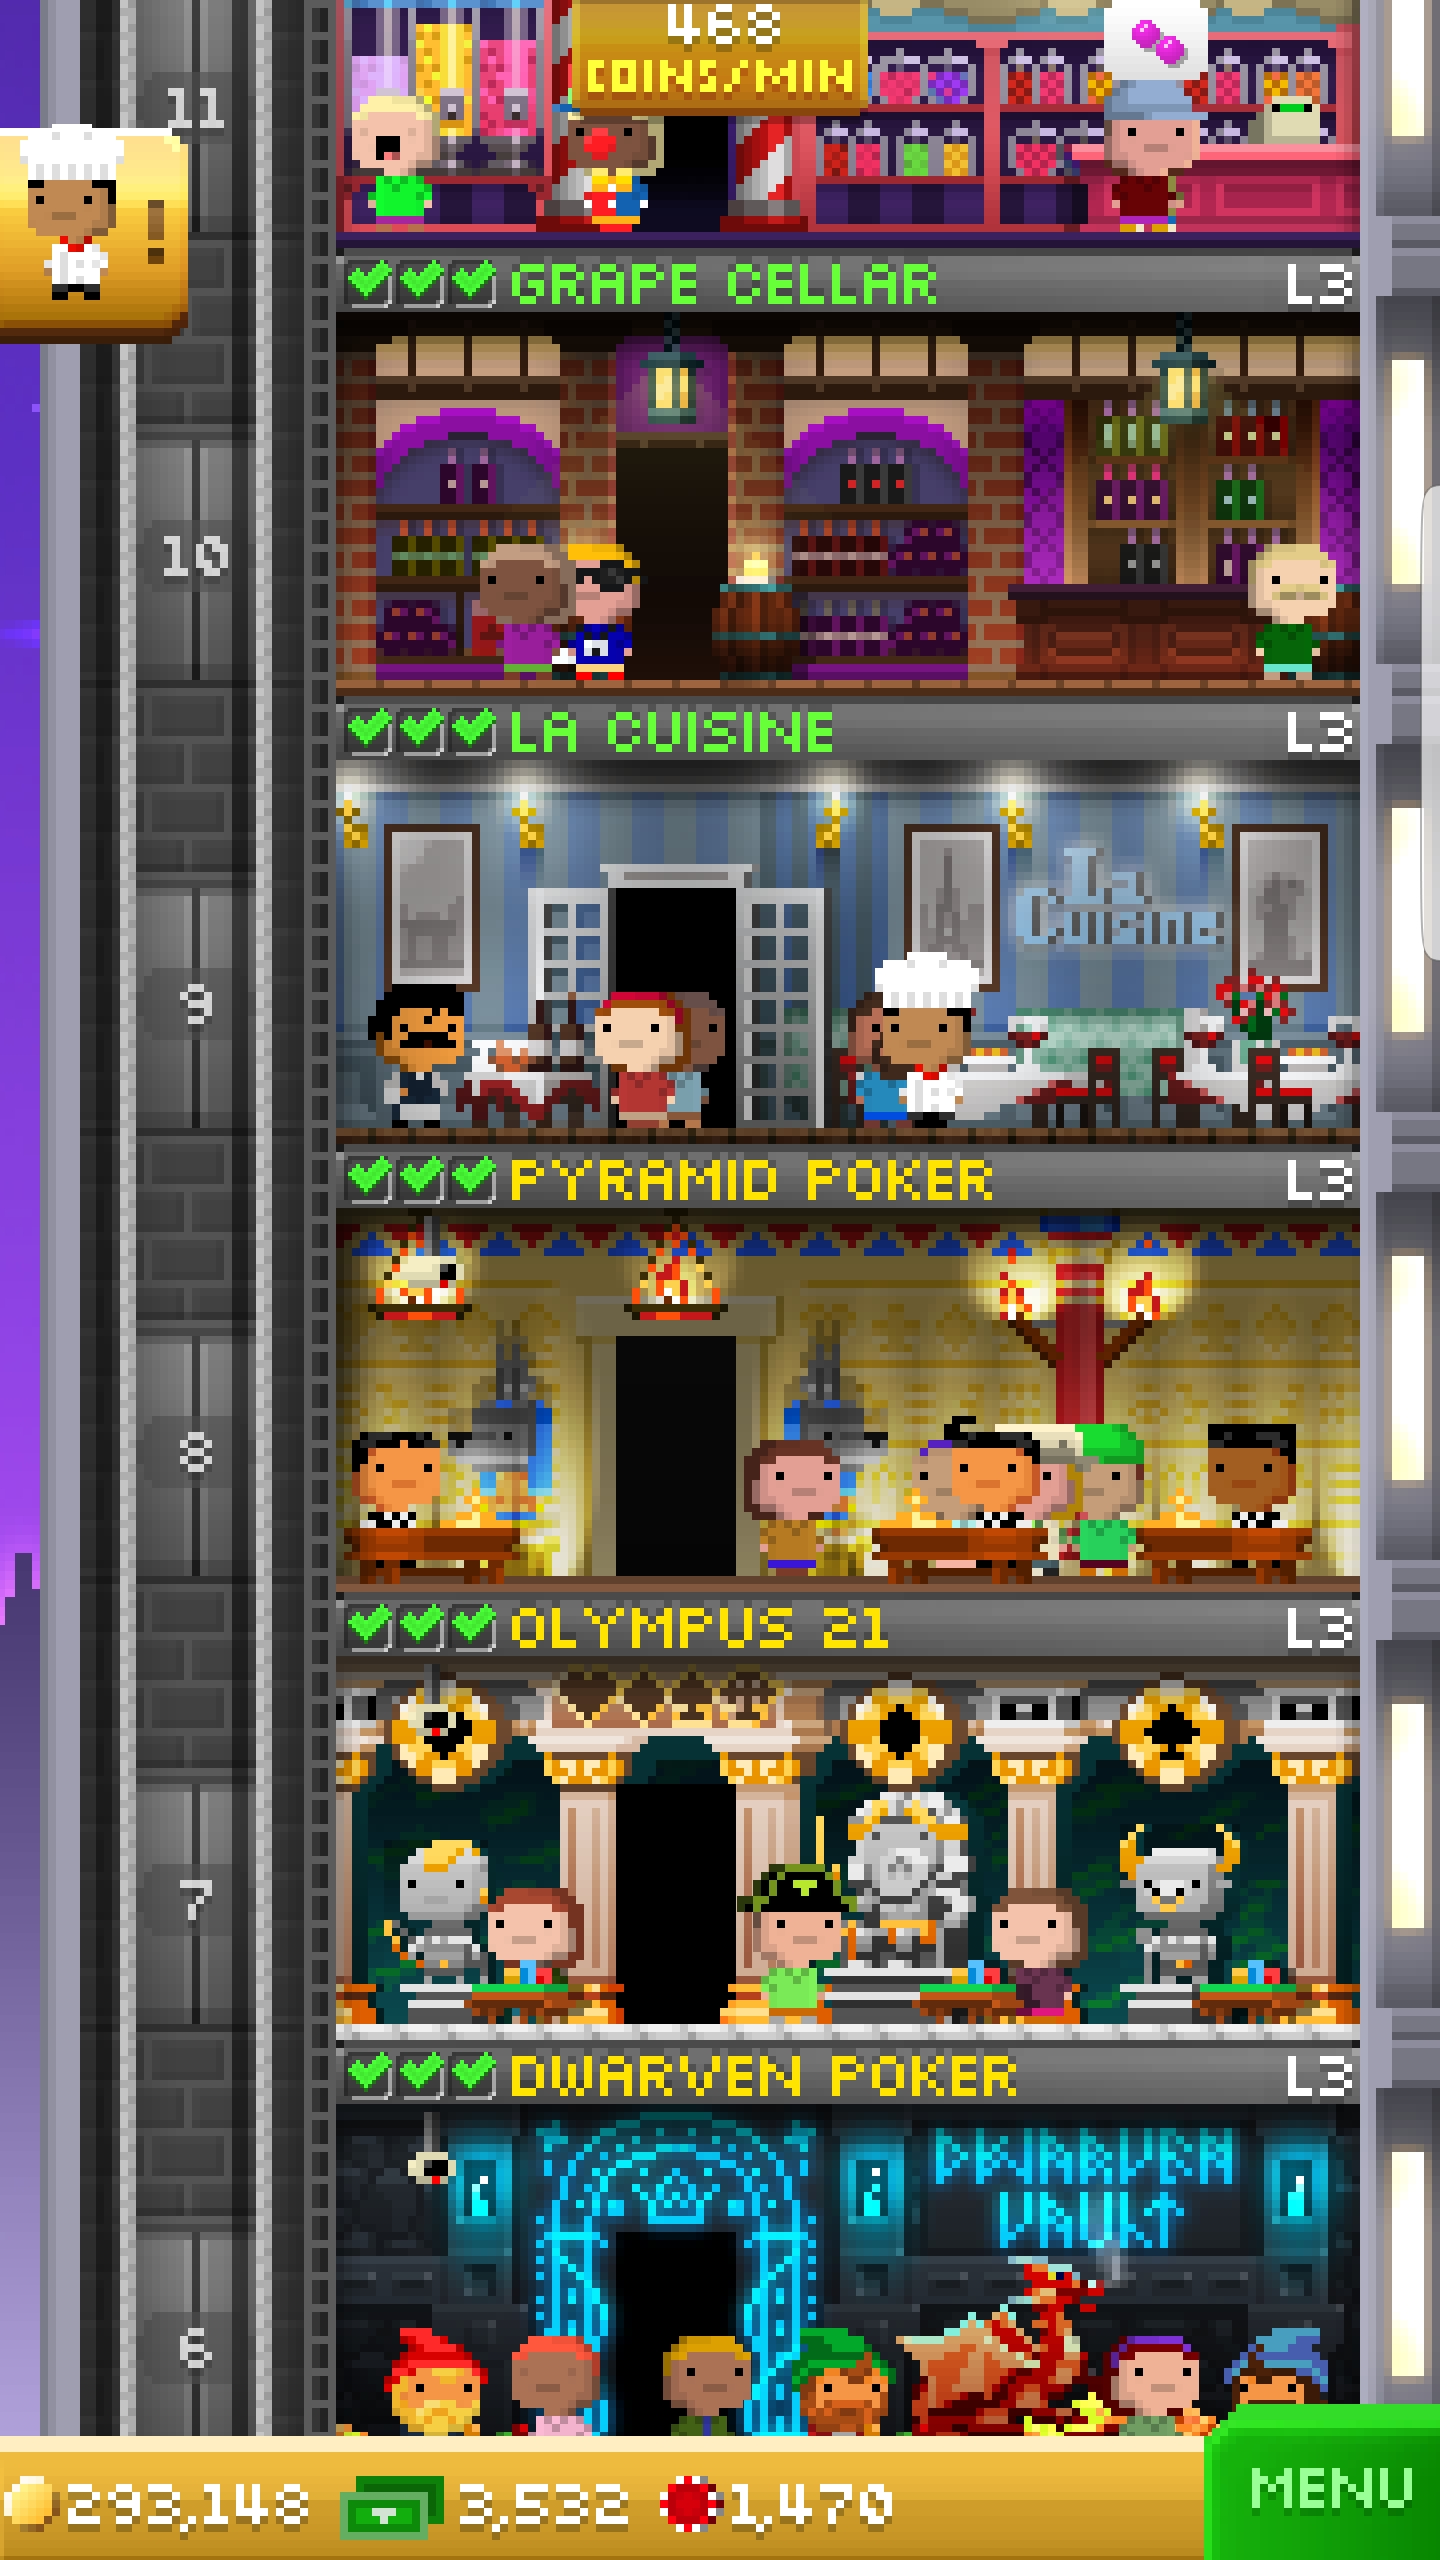 468
COINS/MIN
11
!
GRAPE CELLAR L3
10
LA CUISINE L3
La
Cuisine
9
PYRAMID POKER L3
8
OLYMPUS 21 L3
7
DWARVEN POKER L3
DWARVEN
VAULT
6
293,148 3,532 1,470 MENU